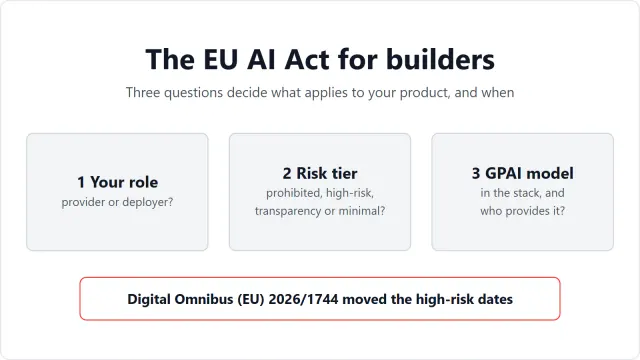 The EU AI Act for builders
Three questions decide what applies to your product, and when
1 Your role
provider or deployer?
2 Risk tier
prohibited, high-risk,
transparency or minimal?
3 GPAI model
in the stack, and
who provides it?
Digital Omnibus (EU) 2026/1744 moved the high-risk dates